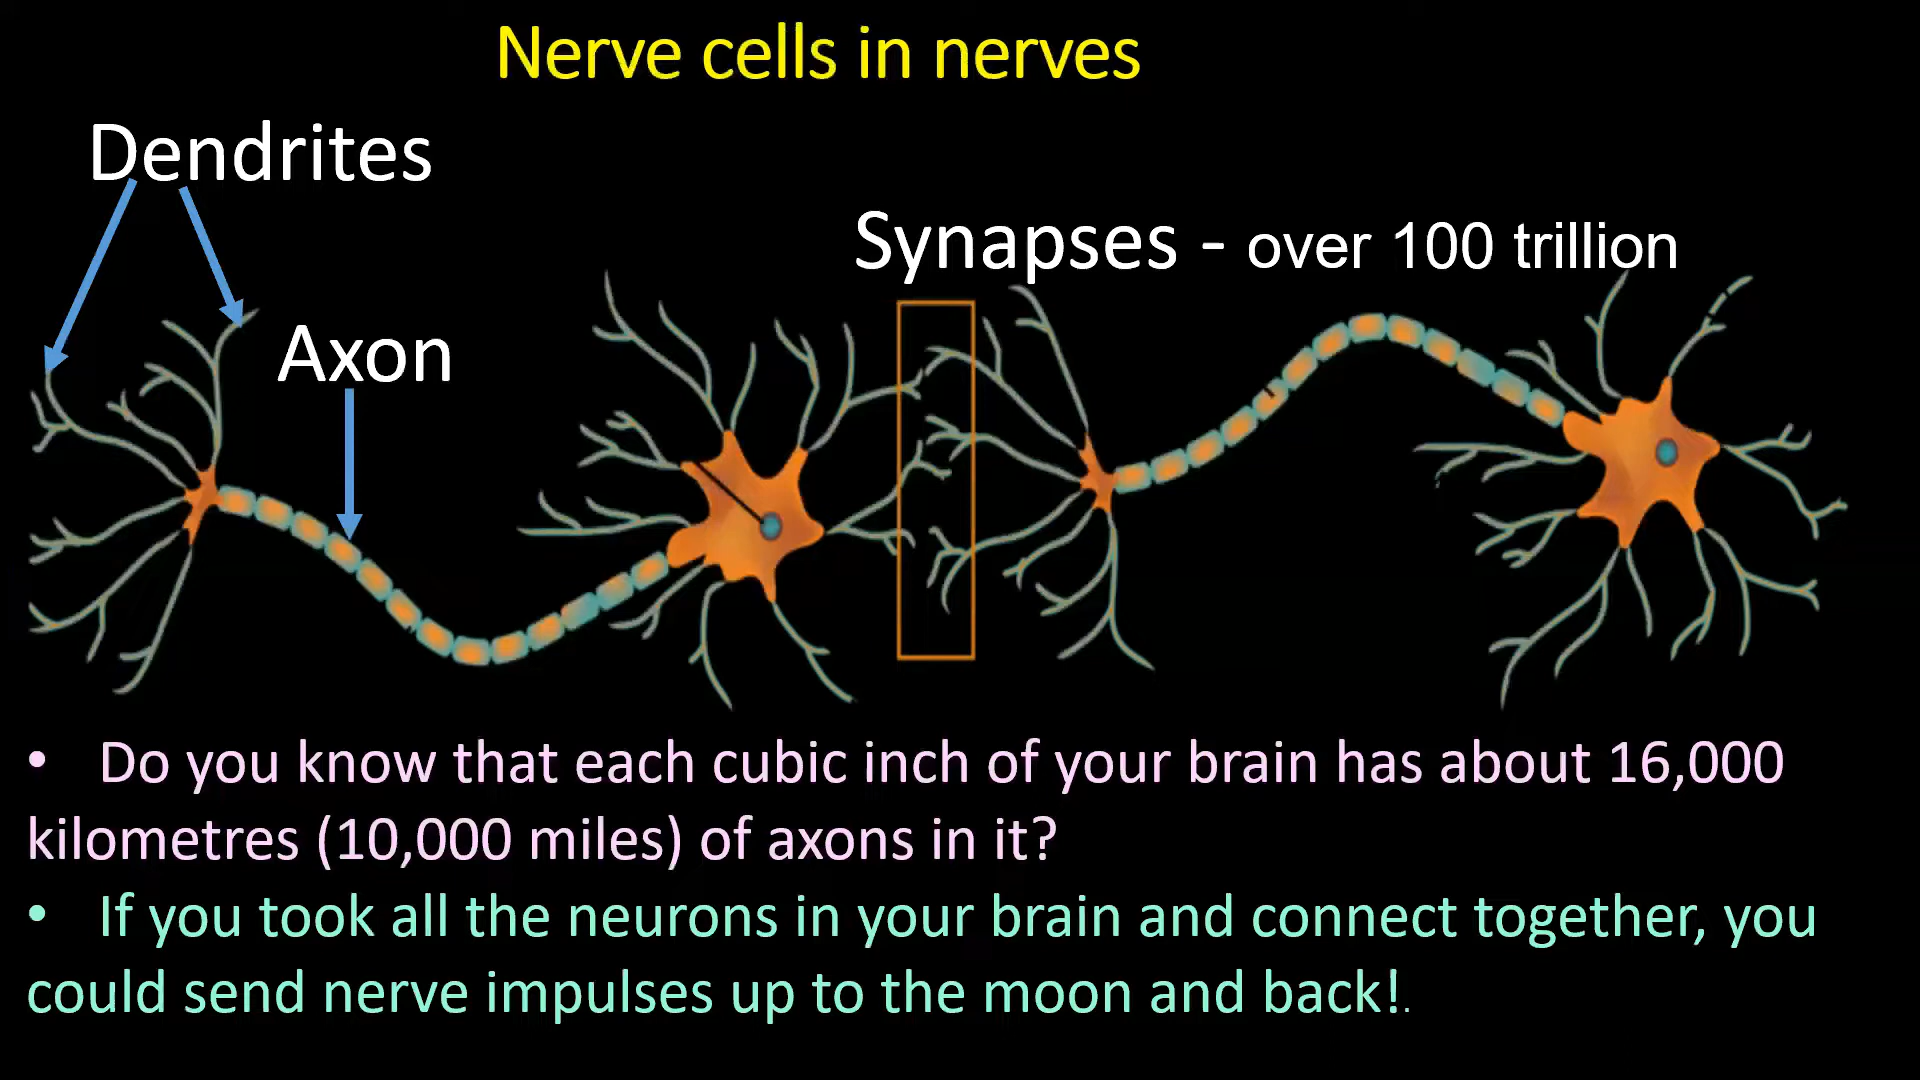 Nerve cells in nerves
Dendrites
Synapses - over 100 trillion
Axon
• Do you know that each cubic inch of your brain has about 16,000
kilometres (10,000 miles) of axons in it?
• If you took all the neurons in your brain and connect together, you
could send nerve impulses up to the moon and back!.